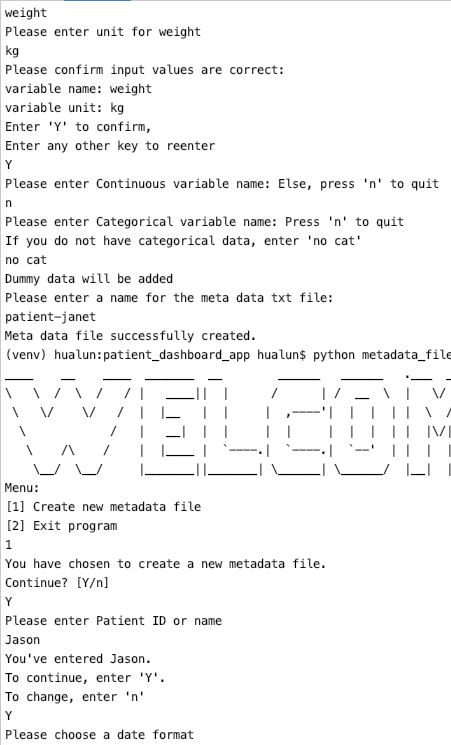 weight
Please enter unit for weight
kg
Please confirm input values are correct:
variable name: weight
variable unit: kg
Enter 'Y' to confirm,
Enter any other key to reenter
Y
Please enter Continuous variable name: Else, press 'n' to quit
n
Please enter Categorical variable name: Press 'n' to quit
If you do not have categorical data, enter 'no cat'
no cat
Dummy data will be added
Please enter a name for the meta data txt file:
patient-janet
Meta data file successfully created.
(venv) hualun:patient_dashboard_app hualun$ python metadata_file
WELCOM
Menu:
[1] Create new metadata file
[2] Exit program
1
You have chosen to create a new metadata file.
Continue? [Y/n]
Y
Please enter Patient ID or name
Jason
You've entered Jason.
To continue, enter 'Y'.
To change, enter 'n'
Y
Please choose a date format